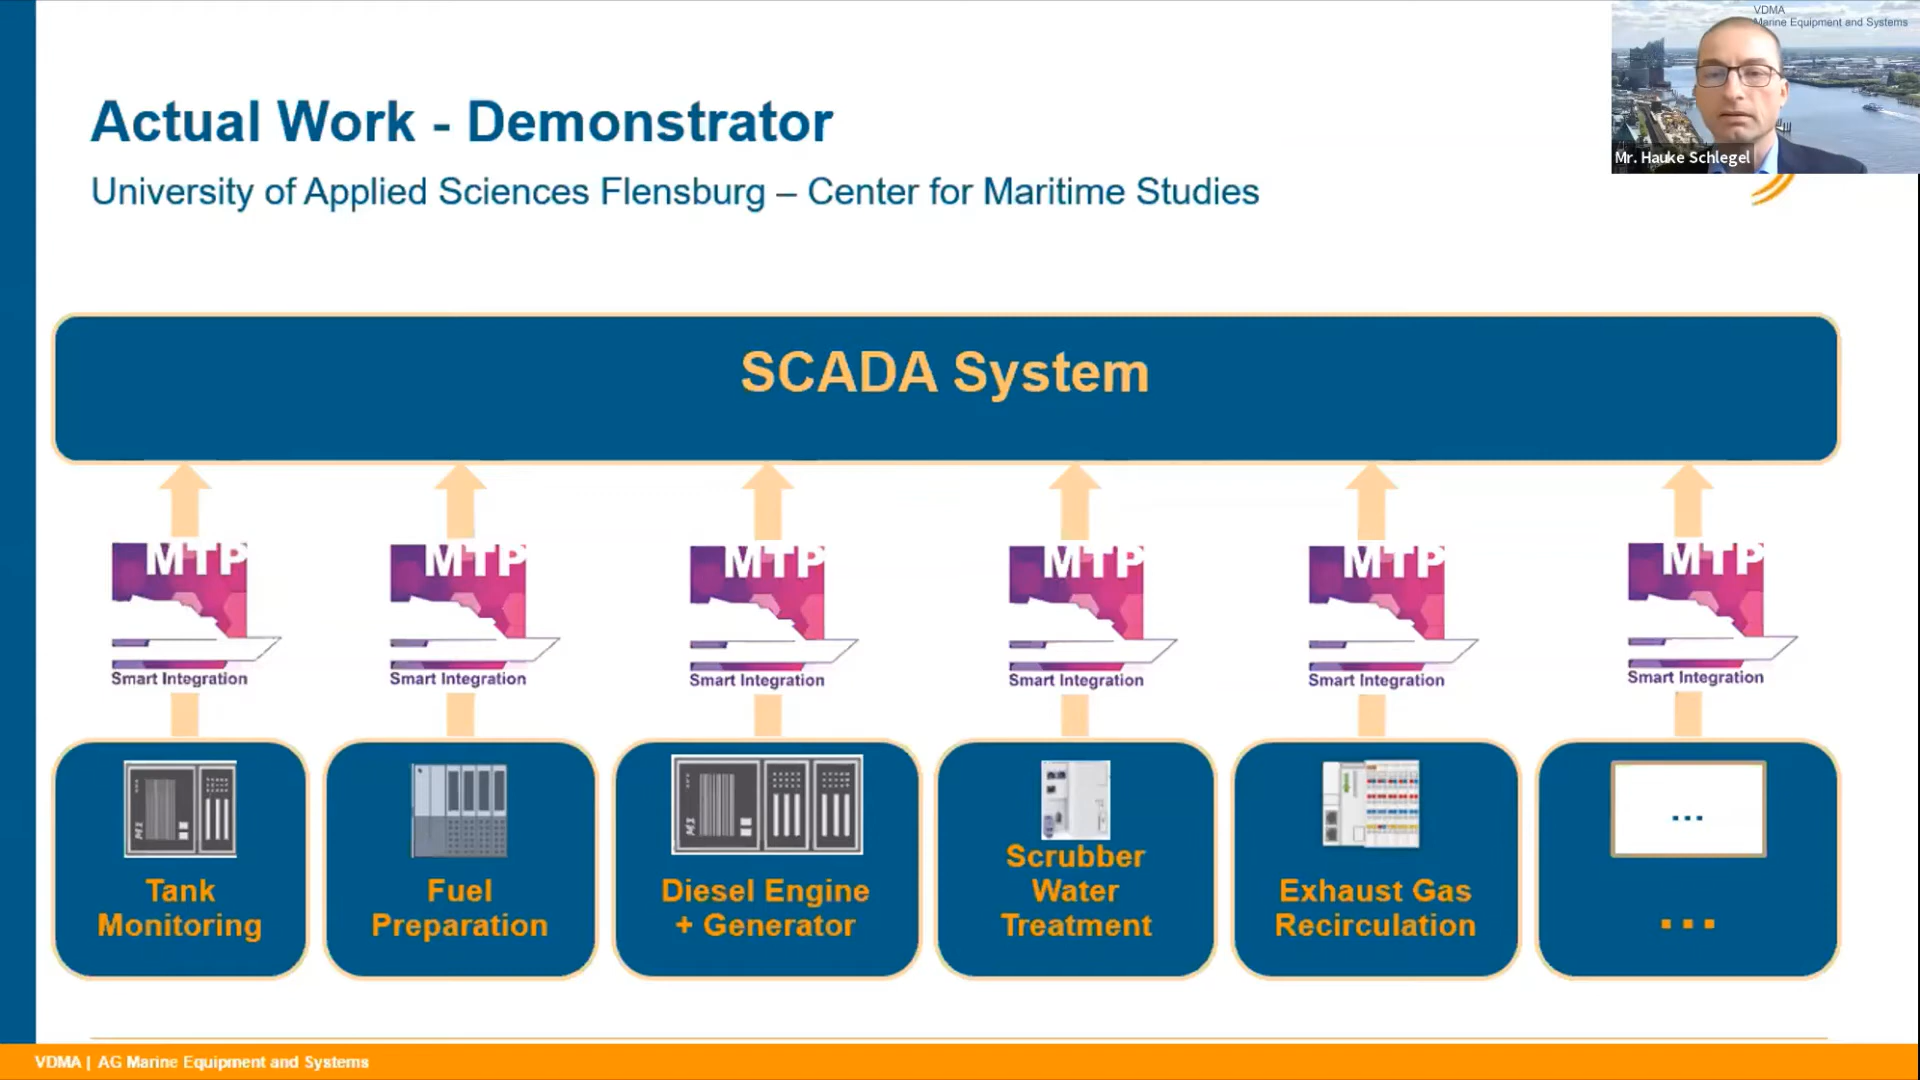 VDMA
Marine Equipment and Systems
Mr. Hauke Schlegel
Actual Work - Demonstrator
University of Applied Sciences Flensburg – Center for Maritime Studies
SCADA System
MTP
Smart Integration
MTP
Smart Integration
MTP
Smart Integration
MTP
Smart Integration
MTP
Smart Integration
MTP
Smart Integration
Tank
Monitoring
Fuel
Preparation
Diesel Engine
+ Generator
Scrubber
Water
Treatment
Exhaust Gas
Recirculation
...
...
VDMA | AG Marine Equipment and Systems